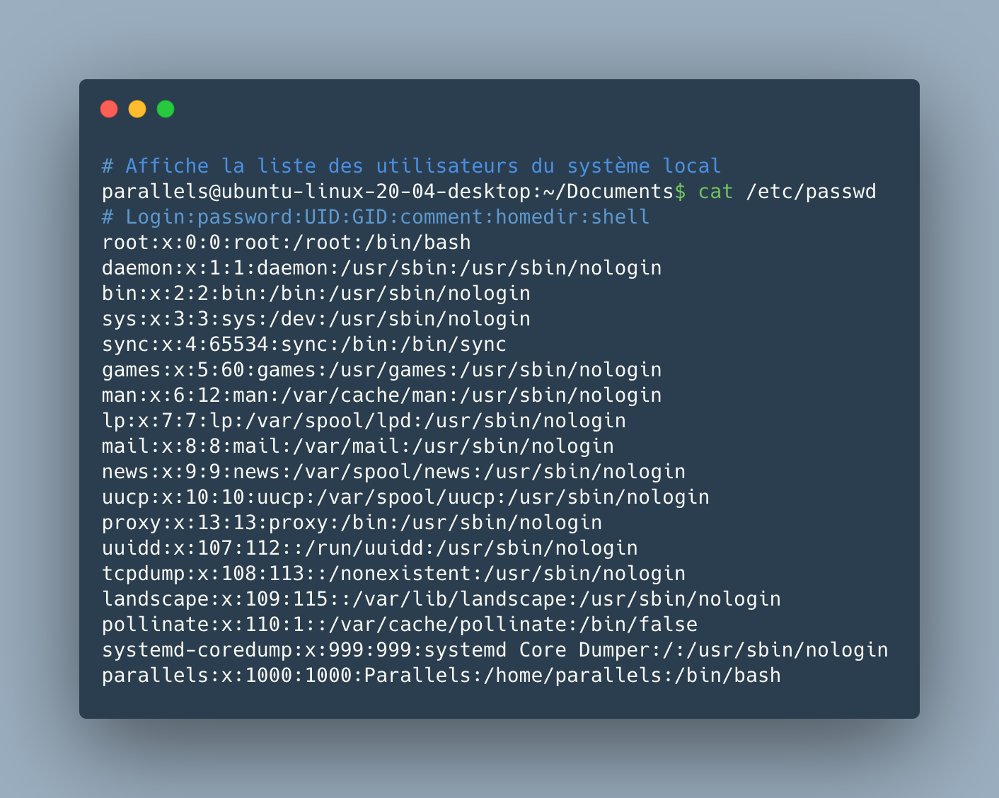 # Affiche la liste des utilisateurs du système local
parallels@ubuntu-linux-20-04-desktop:~/Documents$ cat /etc/passwd
# Login:password:UID:GID:comment:homedir:shell
root:x:0:0:root:/root:/bin/bash
daemon:x:1:1:daemon:/usr/sbin:/usr/sbin/nologin
bin:x:2:2:bin:/bin:/usr/sbin/nologin
sys:x:3:3:sys:/dev:/usr/sbin/nologin
sync:x:4:65534:sync:/bin:/bin/sync
games:x:5:60:games:/usr/games:/usr/sbin/nologin
man:x:6:12:man:/var/cache/man:/usr/sbin/nologin
lp:x:7:7:lp:/var/spool/lpd:/usr/sbin/nologin
mail:x:8:8:mail:/var/mail:/usr/sbin/nologin
news:x:9:9:news:/var/spool/news:/usr/sbin/nologin
uucp:x:10:10:uucp:/var/spool/uucp:/usr/sbin/nologin
proxy:x:13:13:proxy:/bin:/usr/sbin/nologin
uuidd:x:107:112::/run/uuidd:/usr/sbin/nologin
tcpdump:x:108:113::/nonexistent:/usr/sbin/nologin
landscape:x:109:115::/var/lib/landscape:/usr/sbin/nologin
pollinate:x:110:1::/var/cache/pollinate:/bin/false
systemd-coredump:x:999:999:systemd Core Dumper:/:/usr/sbin/nologin
parallels:x:1000:1000:Parallels:/home/parallels:/bin/bash